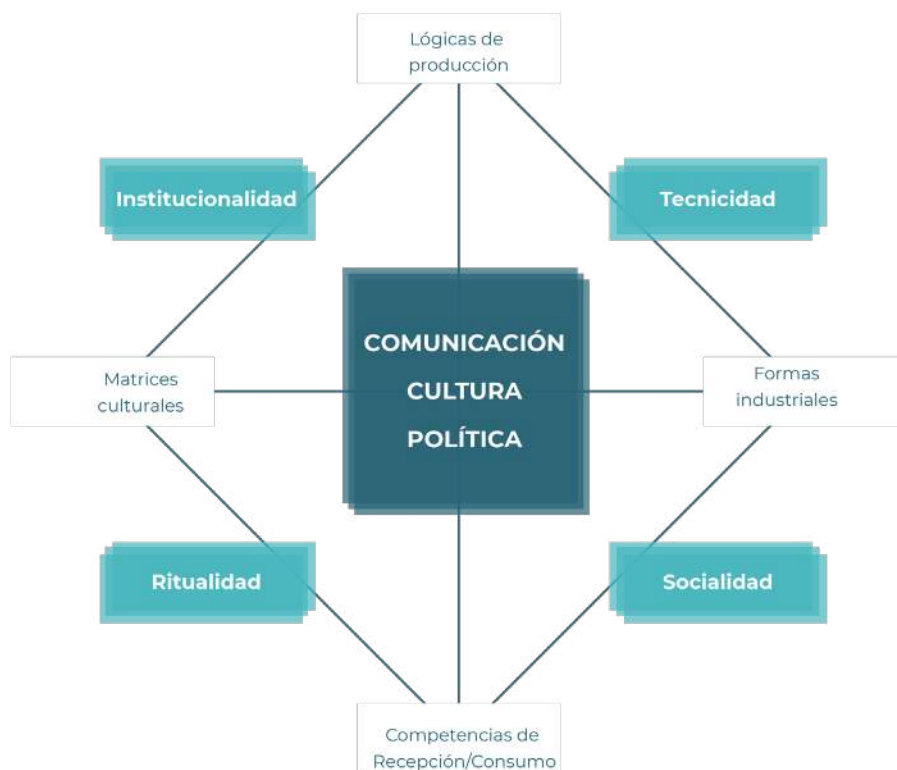 Lógicas de
producción
Institucionalidad
Tecnicidad
COMUNICACIÓN
CULTURA
POLÍTICA
Matrices
culturales
Formas
industriales
Ritualidad
Socialidad
Competencias de
Recepción/Consumo